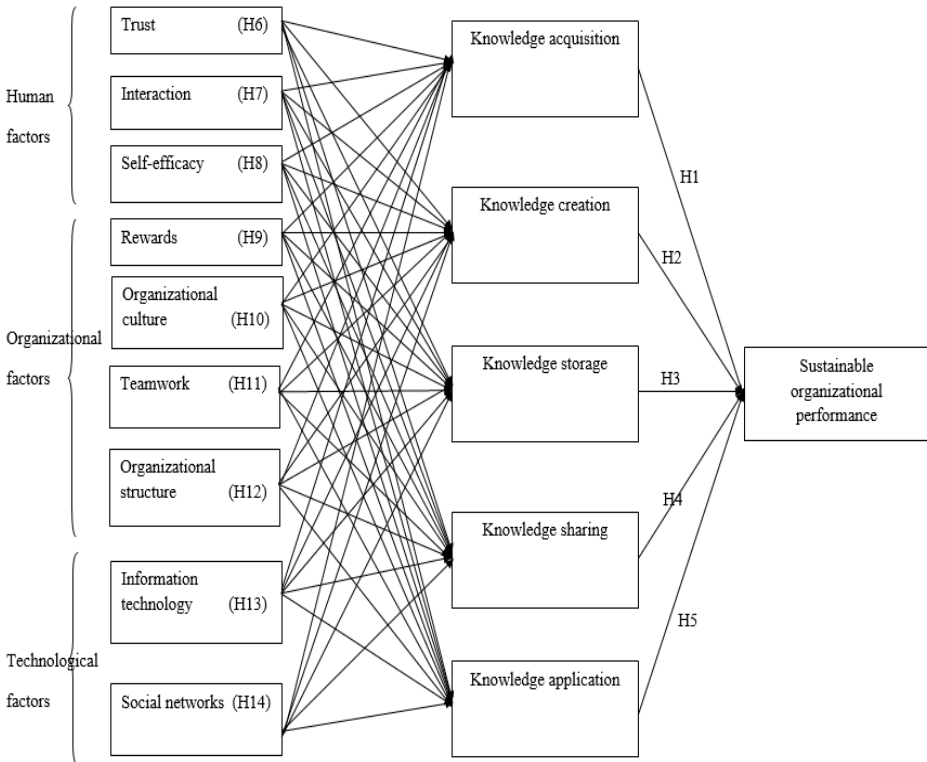 Human
factors
Organizational
factors
Technological
factors
Trust (H6)
Interaction (H7)
Self-efficacy (H8)
Rewards (H9)
Organizational
culture (H10)
Teamwork (H11)
Organizational
structure (H12)
Information
technology (H13)
Social networks (H14)
Knowledge acquisition
Knowledge creation
Knowledge storage
Knowledge sharing
Knowledge application
H1
H2
H3
H4
H5
Sustainable
organizational
performance